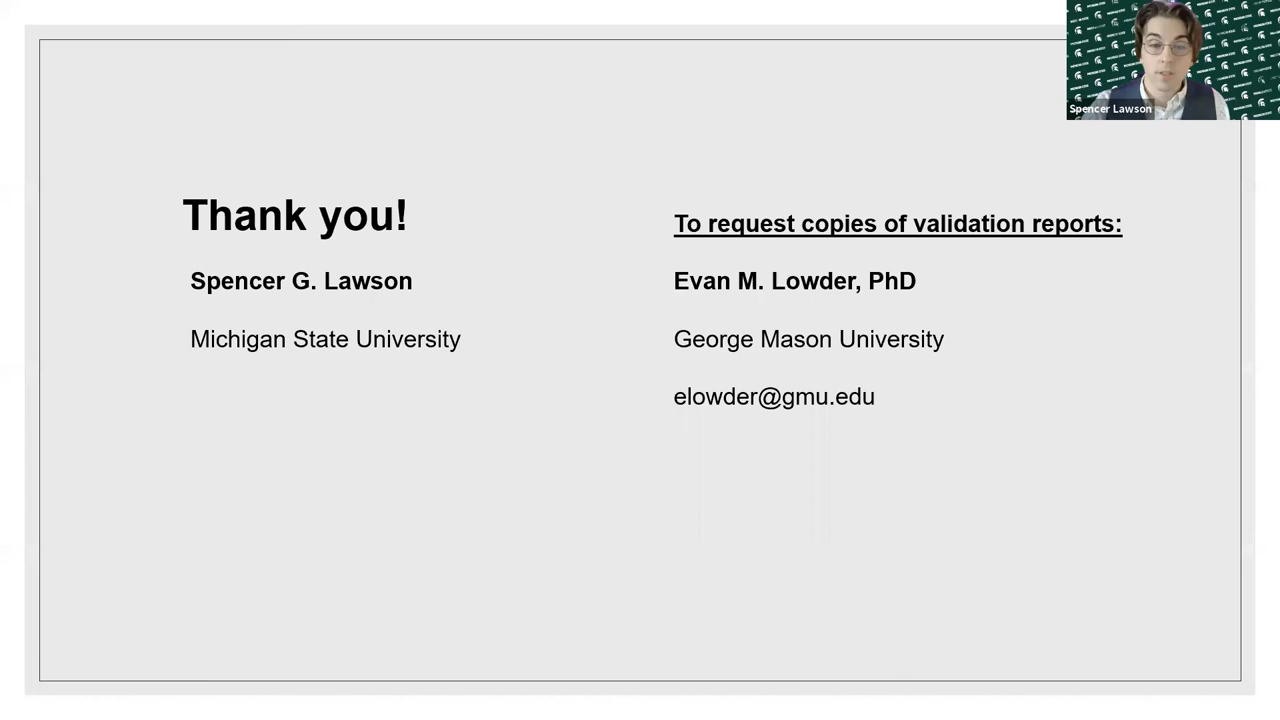 Thank you!
Spencer G. Lawson
Michigan State University
To request copies of validation reports:
Evan M. Lowder, PhD
George Mason University
elowder@gmu.edu
Spencer Lawson